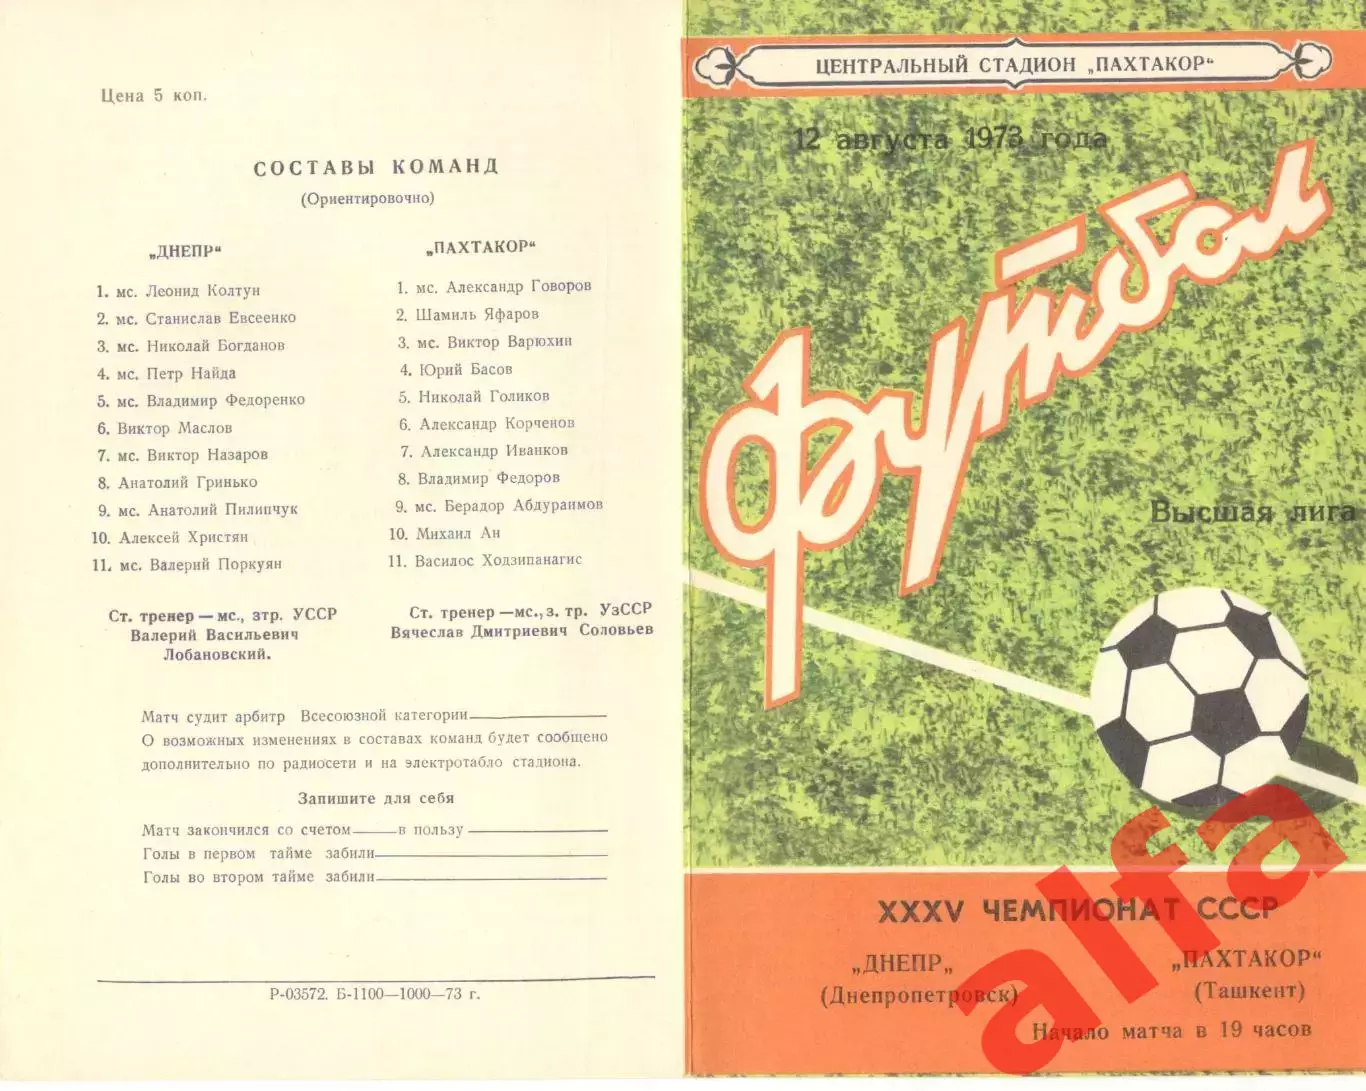 Цена 5 коп.
СОСТАВЫ КОМАНД
(Ориентировочно)
„ДНЕПР“
1. мс. Леонид Колтун
2. мс. Станислав Евсеенко
3. мс. Николай Богданов
4. мс. Петр Найда
5. мс. Владимир Федоренко
6. Виктор Маслов
7. мс. Виктор Назаров
8. Анатолий Гринько
9. мс. Анатолий Пилипчук
10. Алексей Христян
11. мс. Валерий Поркуян
Ст. тренер — мс., зтр. УССР
Валерий Васильевич
Лобановский.
„ПАХТАКОР“
1. мс. Александр Говоров
2. Шамиль Яфаров
3. мс. Виктор Варюхин
4. Юрий Басов
5. Николай Голиков
6. Александр Корченов
7. Александр Иванков
8. Владимир Федоров
9. мс. Берадор Абдураимов
10. Михаил Ан
11. Василос Ходзипанагис
Ст. тренер —мс., з. тр. УзССР
Вячеслав Дмитриевич Соловьев
Матч судит арбитр Всесоюзной категории
О возможных изменениях в составах команд будет сообщено
дополнительно по радиосети и на электротабло стадиона.
Запишите для себя
Матч закончился со счетом в пользу
Голы в первом тайме забили
Голы во втором тайме забили
Р-03572. Б-1100—1000—73 г.
ЦЕНТРАЛЬНЫЙ СТАДИОН „ПАХТАКОР“
12 августа 1973 года
Футбол
Высшая лига
XXXV ЧЕМПИОНАТ СССР
„ДНЕПР„
(Днепропетровск)
„ПАХТАКОР“
(Ташкент)
Начало матча в 19 часов
alfa